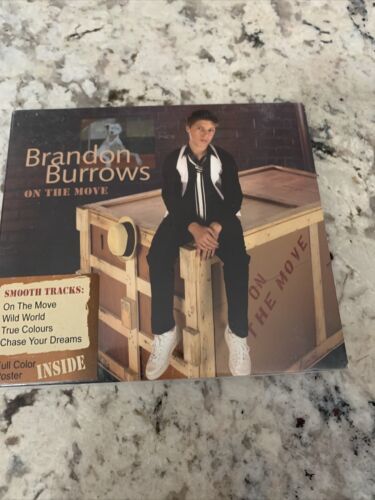 Brandon
Burrows
ON THE MOVE
SMOOTH TRACKS:
On The Move
Wild World
True Colours
Chase Your Dreams
Full Color
Poster INSIDE
ON
THE MOVE